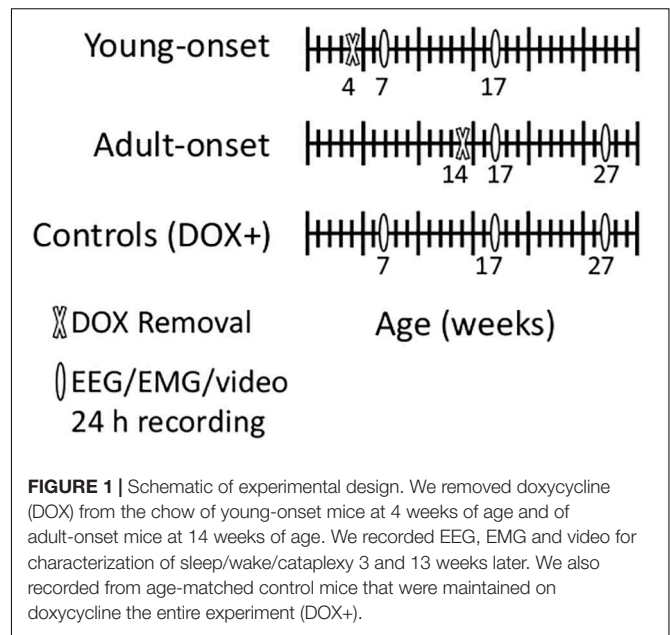 Young-onset
4 7 17
Adult-onset
14 17 27
Controls (DOX+)
7 17 27
DOX Removal Age (weeks)
EEG/EMG/video
24 h recording
FIGURE 1 | Schematic of experimental design. We removed doxycycline
(DOX) from the chow of young-onset mice at 4 weeks of age and of
adult-onset mice at 14 weeks of age. We recorded EEG, EMG and video for
characterization of sleep/wake/cataplexy 3 and 13 weeks later. We also
recorded from age-matched control mice that were maintained on
doxycycline the entire experiment (DOX+).